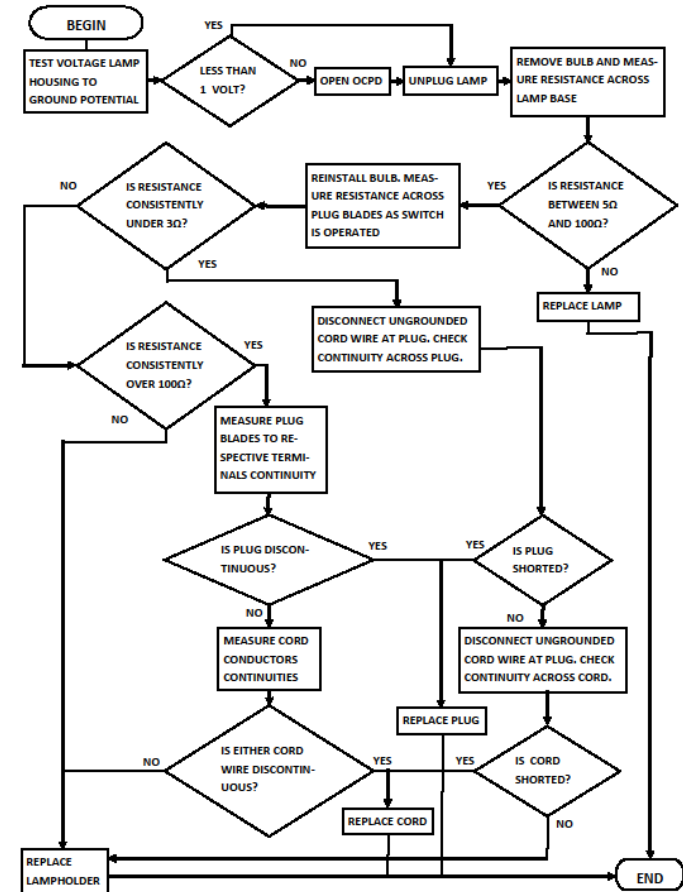 BEGIN
TEST VOLTAGE LAMP
HOUSING TO
GROUND POTENTIAL
YES
LESS THAN
1 VOLT?
NO
OPEN OCPD
UNPLUG LAMP
REMOVE BULB AND MEAS-
URE RESISTANCE ACROSS
LAMP BASE
IS RESISTANCE
BETWEEN 5Ω
AND 100Ω?
YES
NO
REPLACE LAMP
REINSTALL BULB. MEAS-
URE RESISTANCE ACROSS
PLUG BLADES AS SWITCH
IS OPERATED
IS RESISTANCE
CONSISTENTLY
UNDER 3Ω?
NO
YES
DISCONNECT UNGROUNDED
CORD WIRE AT PLUG. CHECK
CONTINUITY ACROSS PLUG.
IS RESISTANCE
CONSISTENTLY
OVER 100Ω?
YES
NO
MEASURE PLUG
BLADES TO RE-
SPECTIVE TERMI-
NALS CONTINUITY
IS PLUG DISCON-
TINUOUS?
YES
NO
YES
IS PLUG
SHORTED?
NO
MEASURE CORD
CONDUCTORS
CONTINUITIES
DISCONNECT UNGROUNDED
CORD WIRE AT PLUG. CHECK
CONTINUITY ACROSS CORD.
REPLACE PLUG
IS EITHER CORD
WIRE DISCONTIN-
UOUS?
NO
YES
YES
IS CORD
SHORTED?
NO
REPLACE CORD
REPLACE
LAMPHOLDER
END